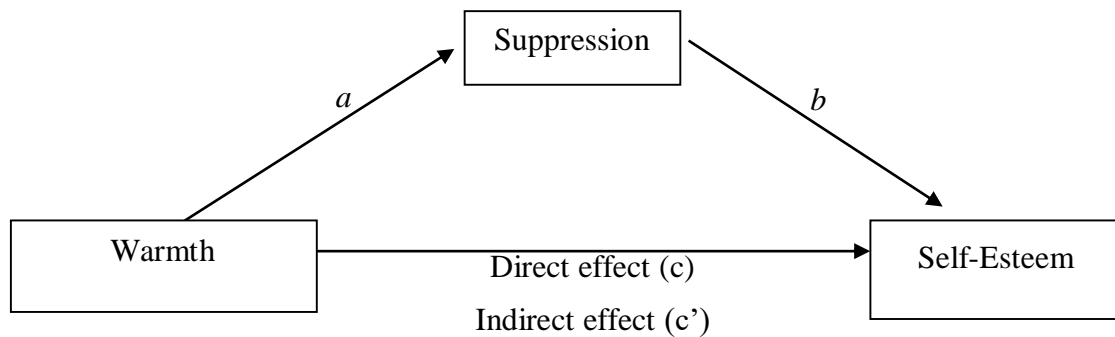 Suppression
a
b
Warmth
Self-Esteem
Direct effect (c)
Indirect effect (c’)